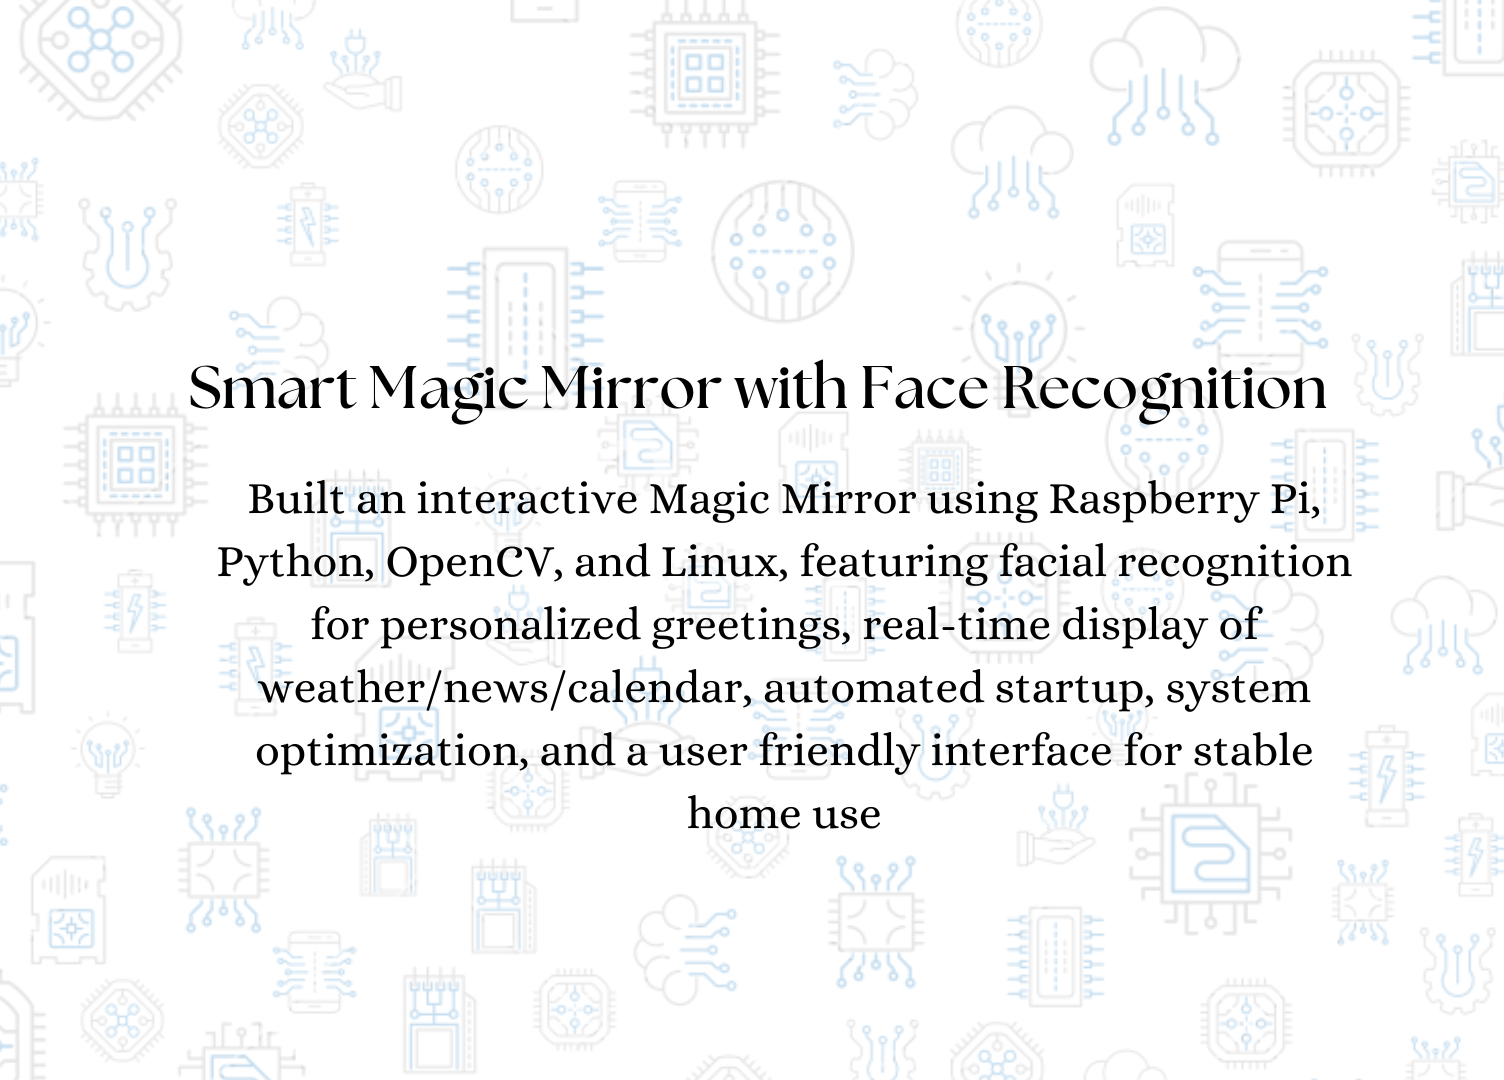 Smart Magic Mirror with Face Recognition
Built an interactive Magic Mirror using Raspberry Pi,
Python, OpenCV, and Linux, featuring facial recognition
for personalized greetings, real-time display of
weather/news/calendar, automated startup, system
optimization, and a user friendly interface for stable
home use